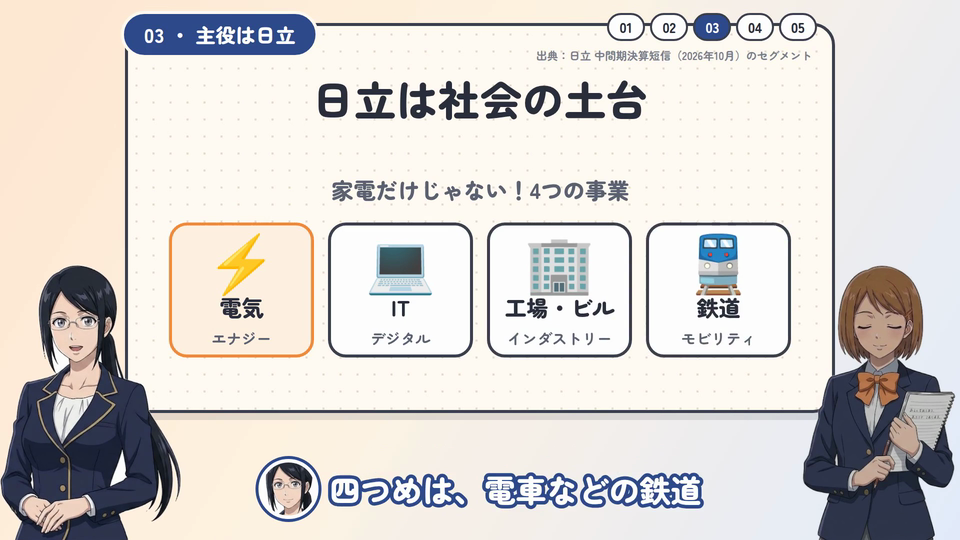 03 ・ 主役は日立
01 02 03 04 05
出典：日立 中間期決算短信（2026年10月）のセグメント
日立は社会の土台
家電だけじゃない！4つの事業
電気
エナジー
IT
デジタル
工場・ビル
インダストリー
鉄道
モビリティ
四つめは、電車などの鉄道